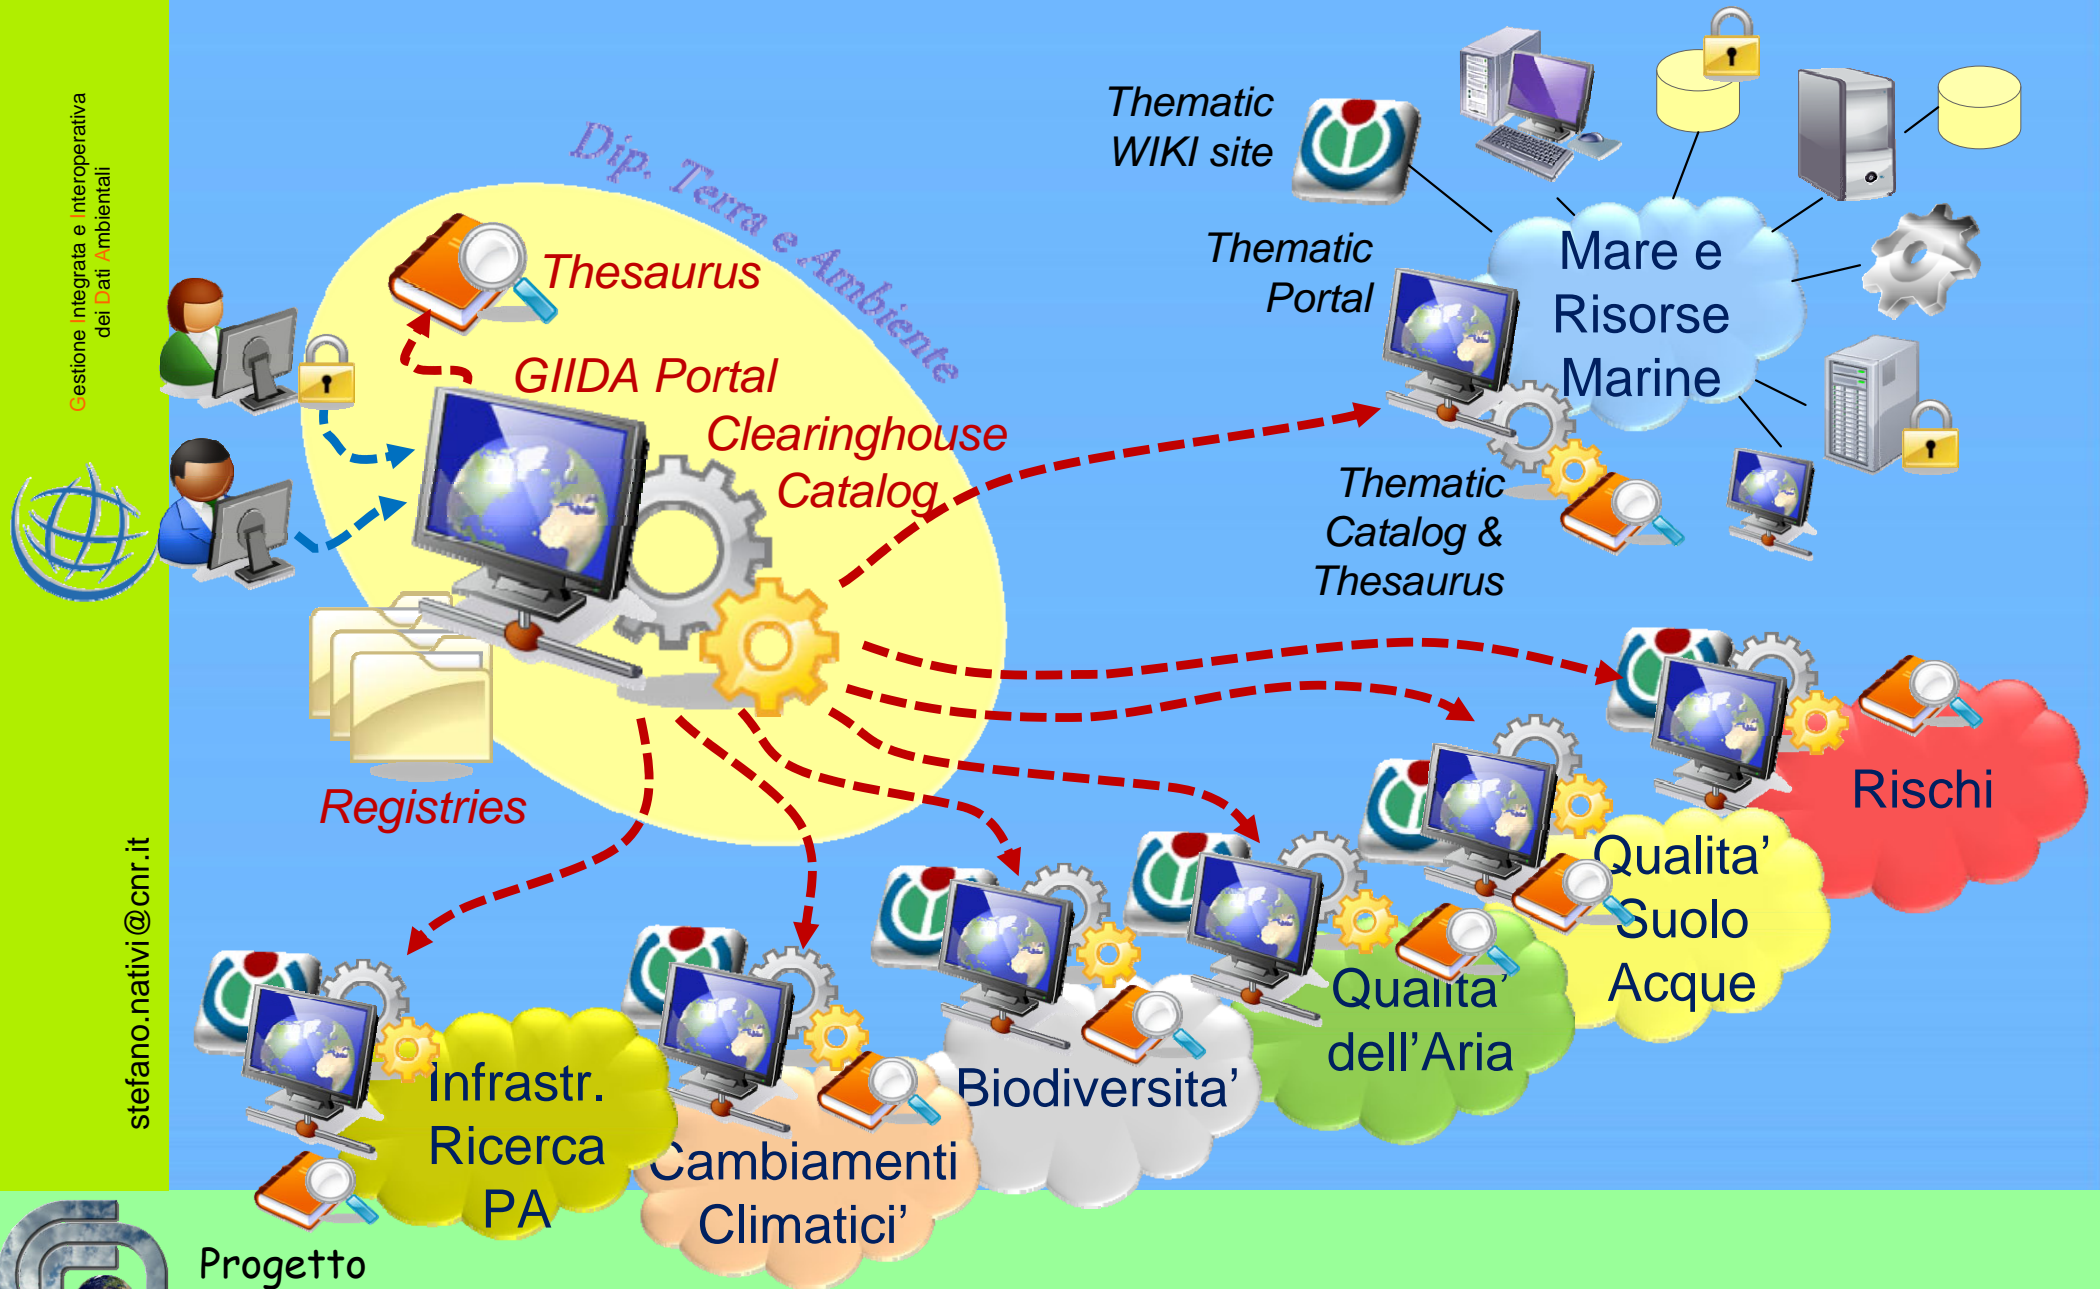 Gestione Integrata e Interoperativa
dei Dati Ambientali
stefano.nativi@cnr.it
Dip. Terra e Ambiente
Thesaurus
GIIDA Portal
Clearinghouse
Catalog
Registries
Thematic
WIKI site
Thematic
Portal
Mare e
Risorse
Marine
Thematic
Catalog &
Thesaurus
Rischi
Qualita’
Suolo
Acque
Qualita’
dell’Aria
Biodiversita’
Cambiamenti
Climatici’
Infrastr.
Ricerca
PA
Progetto